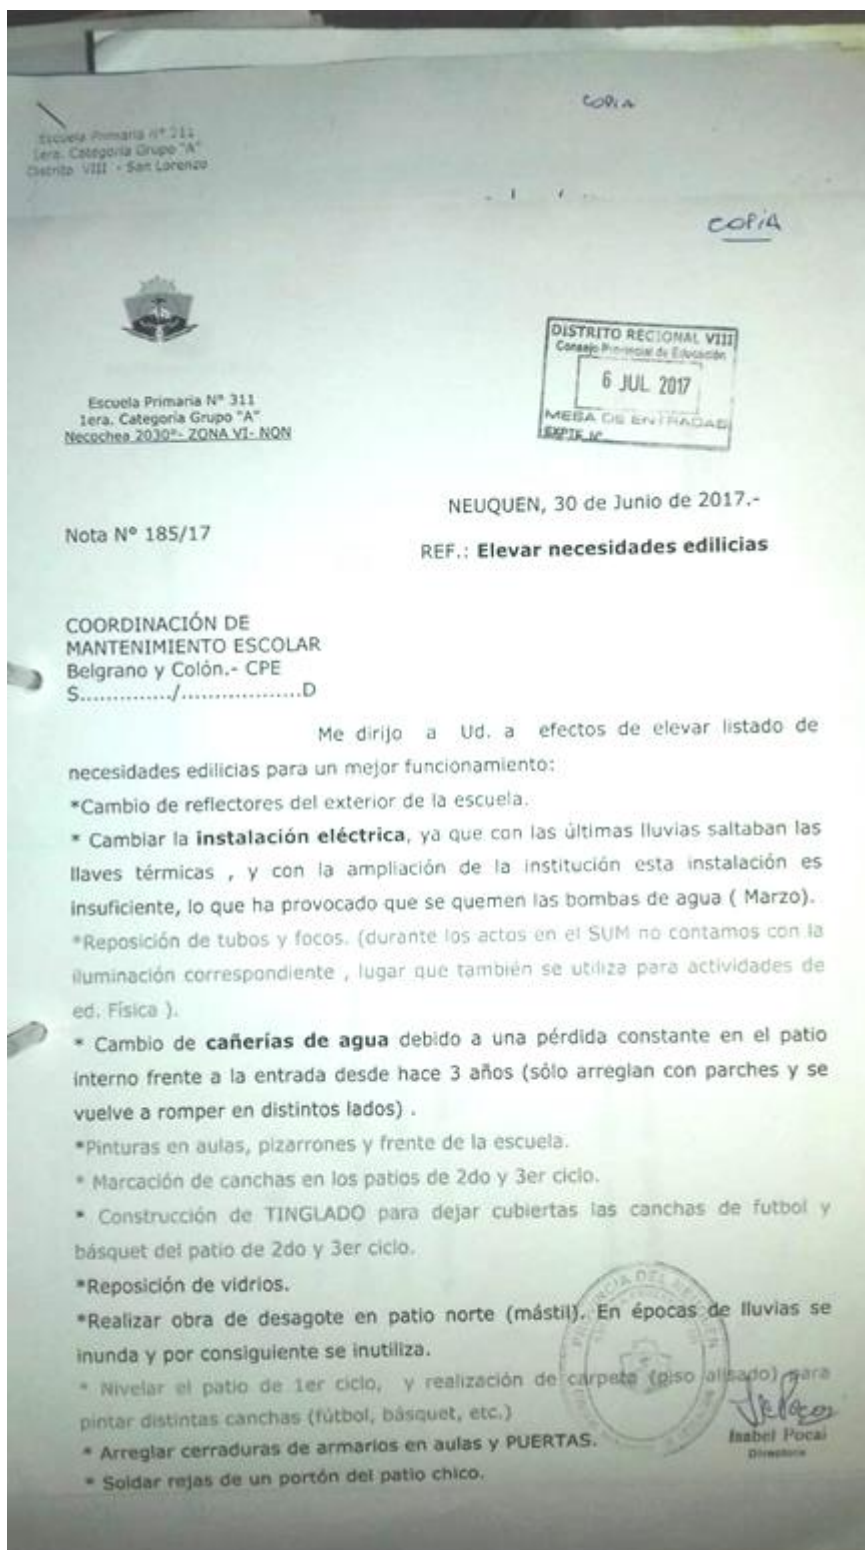 COPIA
Escuela Primaria nº 311
1era. Categoria Grupo "A"
Distrito VIII - San Lorenzo
COPIA
DISTRITO REGIONAL VIII
Consejo Provincial de Educación
6 JUL 2017
MESA DE ENTRADAS
EXPTE. Nº
Escuela Primaria Nº 311
1era. Categoria Grupo "A"
Necochea 2030°- ZONA VI- NQN
NEUQUEN, 30 de Junio de 2017.-
Nota Nº 185/17
REF.: Elevar necesidades edilicias
COORDINACIÓN DE
MANTENIMIENTO ESCOLAR
Belgrano y Colón.- CPE
S............../..................D
Me dirijo a Ud. a efectos de elevar listado de
necesidades edilicias para un mejor funcionamiento:
*Cambio de reflectores del exterior de la escuela.
* Cambiar la instalación eléctrica, ya que con las últimas lluvias saltaban las
llaves térmicas , y con la ampliación de la institución esta instalación es
insuficiente, lo que ha provocado que se quemen las bombas de agua ( Marzo).
*Reposición de tubos y focos. (durante los actos en el SUM no contamos con la
iluminación correspondiente , lugar que también se utiliza para actividades de
ed. Física ).
* Cambio de cañerías de agua debido a una pérdida constante en el patio
interno frente a la entrada desde hace 3 años (sólo arreglan con parches y se
vuelve a romper en distintos lados) .
*Pinturas en aulas, pizarrones y frente de la escuela.
* Marcación de canchas en los patios de 2do y 3er ciclo.
* Construcción de TINGLADO para dejar cubiertas las canchas de futbol y
básquet del patio de 2do y 3er ciclo.
*Reposición de vidrios.
*Realizar obra de desagote en patio norte (mástil). En épocas de lluvias se
inunda y por consiguiente se inutiliza.
* Nivelar el patio de 1er ciclo, y realización de carpeta (piso alisado) para
pintar distintas canchas (fútbol, básquet, etc.)
* Arreglar cerraduras de armarios en aulas y PUERTAS.
* Soldar rejas de un portón del patio chico.
PROVINCIA DEL NEUQUEN
Isabel Pocai
Directora